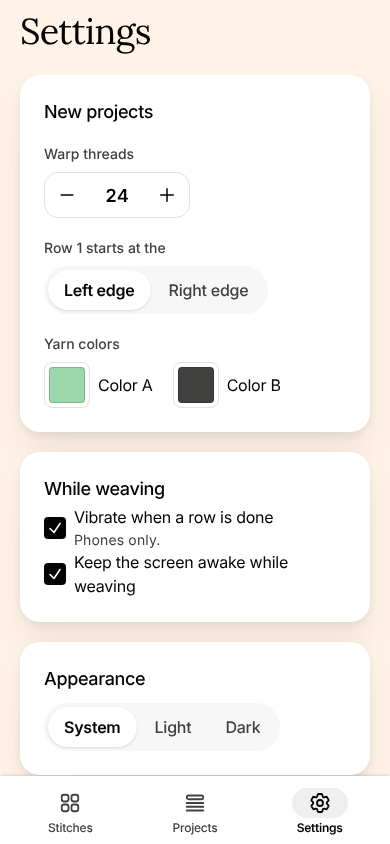 Settings
New projects
Warp threads
24
Row 1 starts at the
Left edge Right edge
Yarn colors
Color A Color B
While weaving
Vibrate when a row is done
Phones only.
Keep the screen awake while
weaving
Appearance
System Light Dark
Stitches Projects Settings